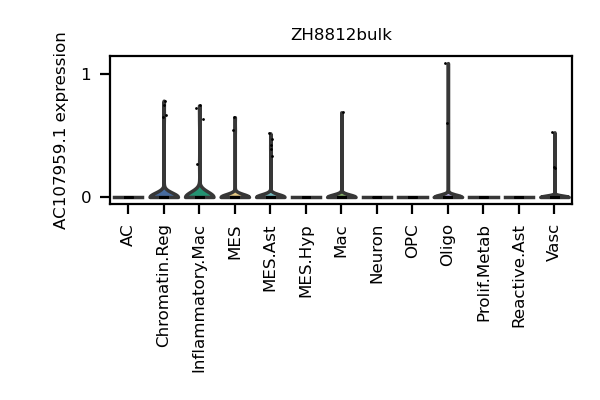 ZH8812bulk
AC107959.1 expression
1
0
AC
Chromatin.Reg
Inflammatory.Mac
MES
MES.Ast
MES.Hyp
Mac
Neuron
OPC
Oligo
Prolif.Metab
Reactive.Ast
Vasc